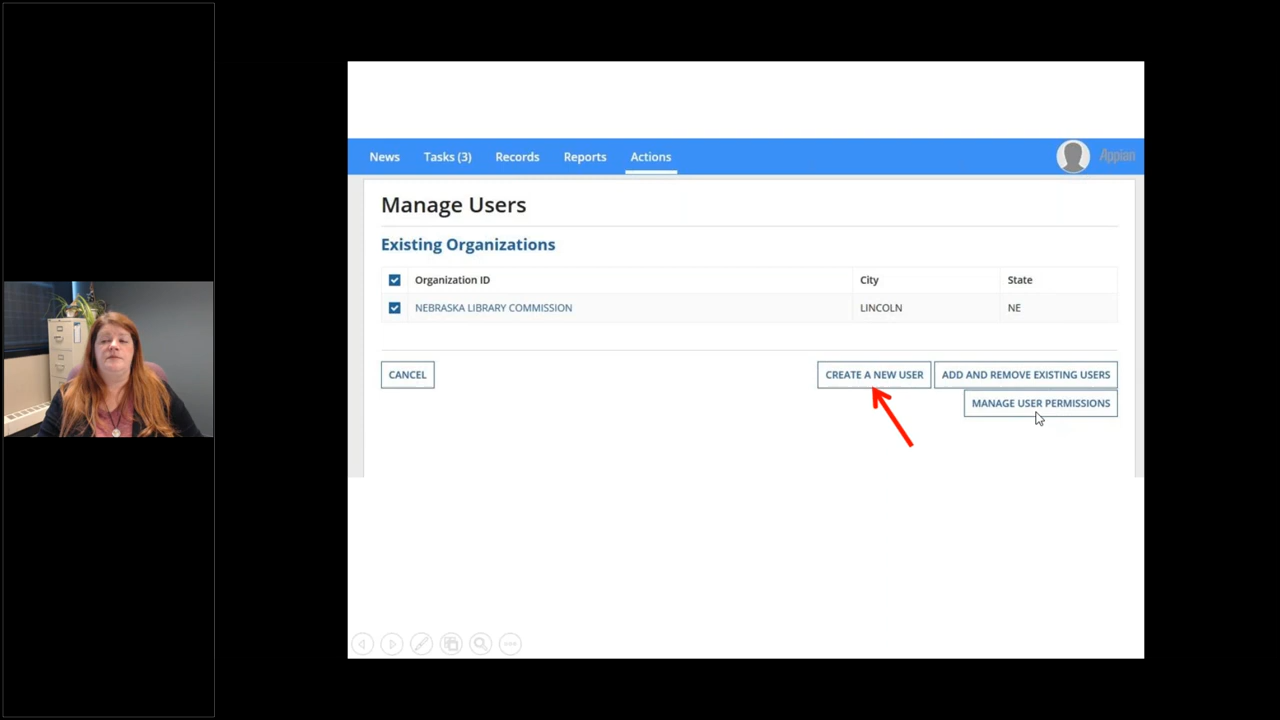 News Tasks (3) Records Reports Actions Appian
Manage Users
Existing Organizations
Organization ID City State
NEBRASKA LIBRARY COMMISSION LINCOLN NE
CANCEL CREATE A NEW USER ADD AND REMOVE EXISTING USERS
MANAGE USER PERMISSIONS